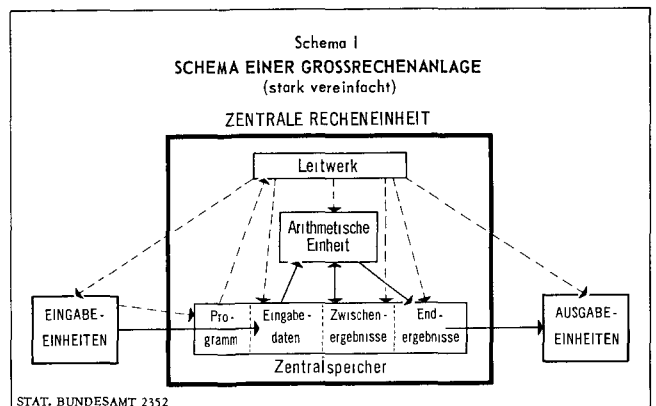 Schema I
SCHEMA EINER GROSSRECHENANLAGE
(stark vereinfacht)
ZENTRALE RECHENEINHEIT
Leitwerk
Arithmetische
Einheit
EINGABE-
EINHEITEN
Pro-
gramm
Eingabe-
daten
Zwischen-
ergebnisse
End-
ergebnisse
AUSGABE-
EINHEITEN
Zentralspeicher
STAT. BUNDESAMT 2352